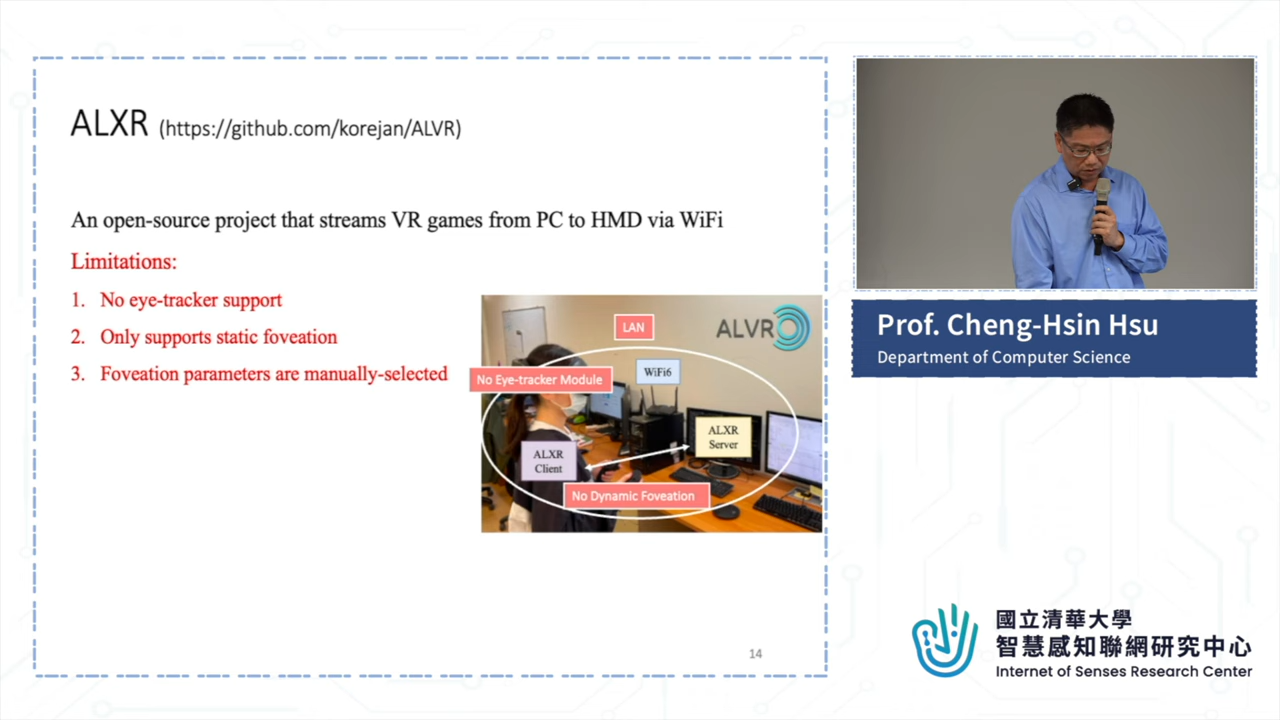 ALXR (https://github.com/korejan/ALVR)
An open-source project that streams VR games from PC to HMD via WiFi
Limitations:
1. No eye-tracker support
2. Only supports static foveation
3. Foveation parameters are manually-selected
LAN
ALVR
WiFi6
No Eye-tracker Module
ALXR
Server
ALXR
Client
No Dynamic Foveation
14
Prof. Cheng-Hsin Hsu
Department of Computer Science
國立清華大學
智慧感知聯網研究中心
Internet of Senses Research Center